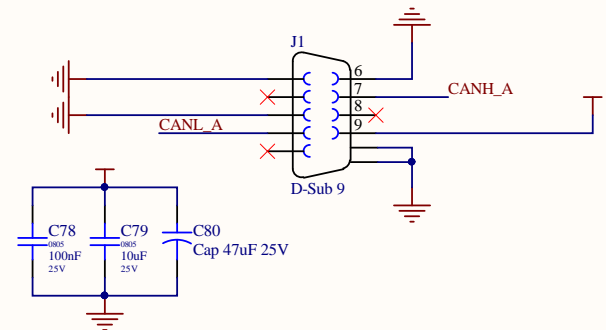 J1
6
7
CANH_A
8
CANL_A
9
D-Sub 9
C78
0805
100nF
25V
C79
0805
10uF
25V
C80
Cap 47uF 25V